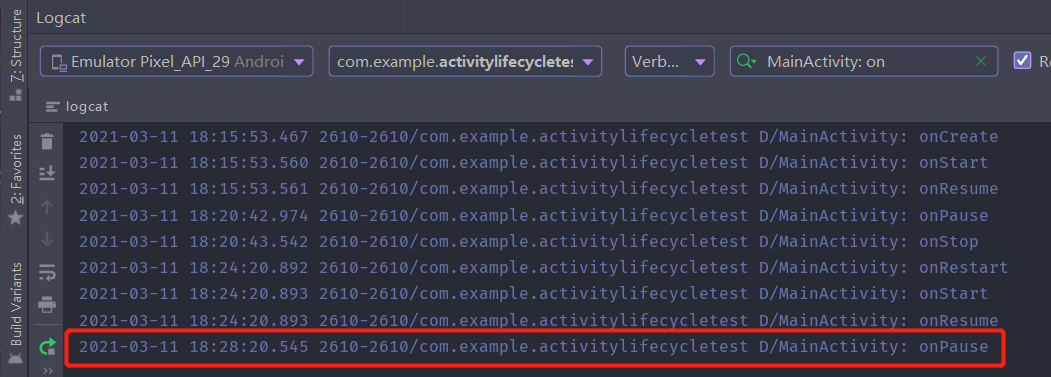 Logcat
Emulator Pixel_API_29 Androi
com.example.activitylifecyclete
Verb...
MainActivity: on
Re
logcat
2021-03-11 18:15:53.467 2610-2610/com.example.activitylifecycletest D/MainActivity: onCreate
2021-03-11 18:15:53.560 2610-2610/com.example.activitylifecycletest D/MainActivity: onStart
2021-03-11 18:15:53.561 2610-2610/com.example.activitylifecycletest D/MainActivity: onResume
2021-03-11 18:20:42.974 2610-2610/com.example.activitylifecycletest D/MainActivity: onPause
2021-03-11 18:20:43.542 2610-2610/com.example.activitylifecycletest D/MainActivity: onStop
2021-03-11 18:24:20.892 2610-2610/com.example.activitylifecycletest D/MainActivity: onRestart
2021-03-11 18:24:20.893 2610-2610/com.example.activitylifecycletest D/MainActivity: onStart
2021-03-11 18:24:20.893 2610-2610/com.example.activitylifecycletest D/MainActivity: onResume
2021-03-11 18:28:20.545 2610-2610/com.example.activitylifecycletest D/MainActivity: onPause
7: Structure
2: Favorites
Build Variants